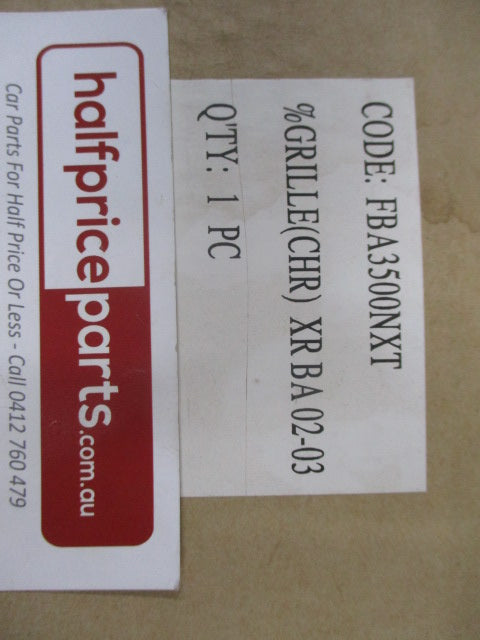 CODE: FBA3500NXT
%GRILLE(CHR) XR BA 02-03
Q'TY: 1 PC
halfpriceparts.com.au
Car Parts For Half Price Or Less - Call 0412 760 479